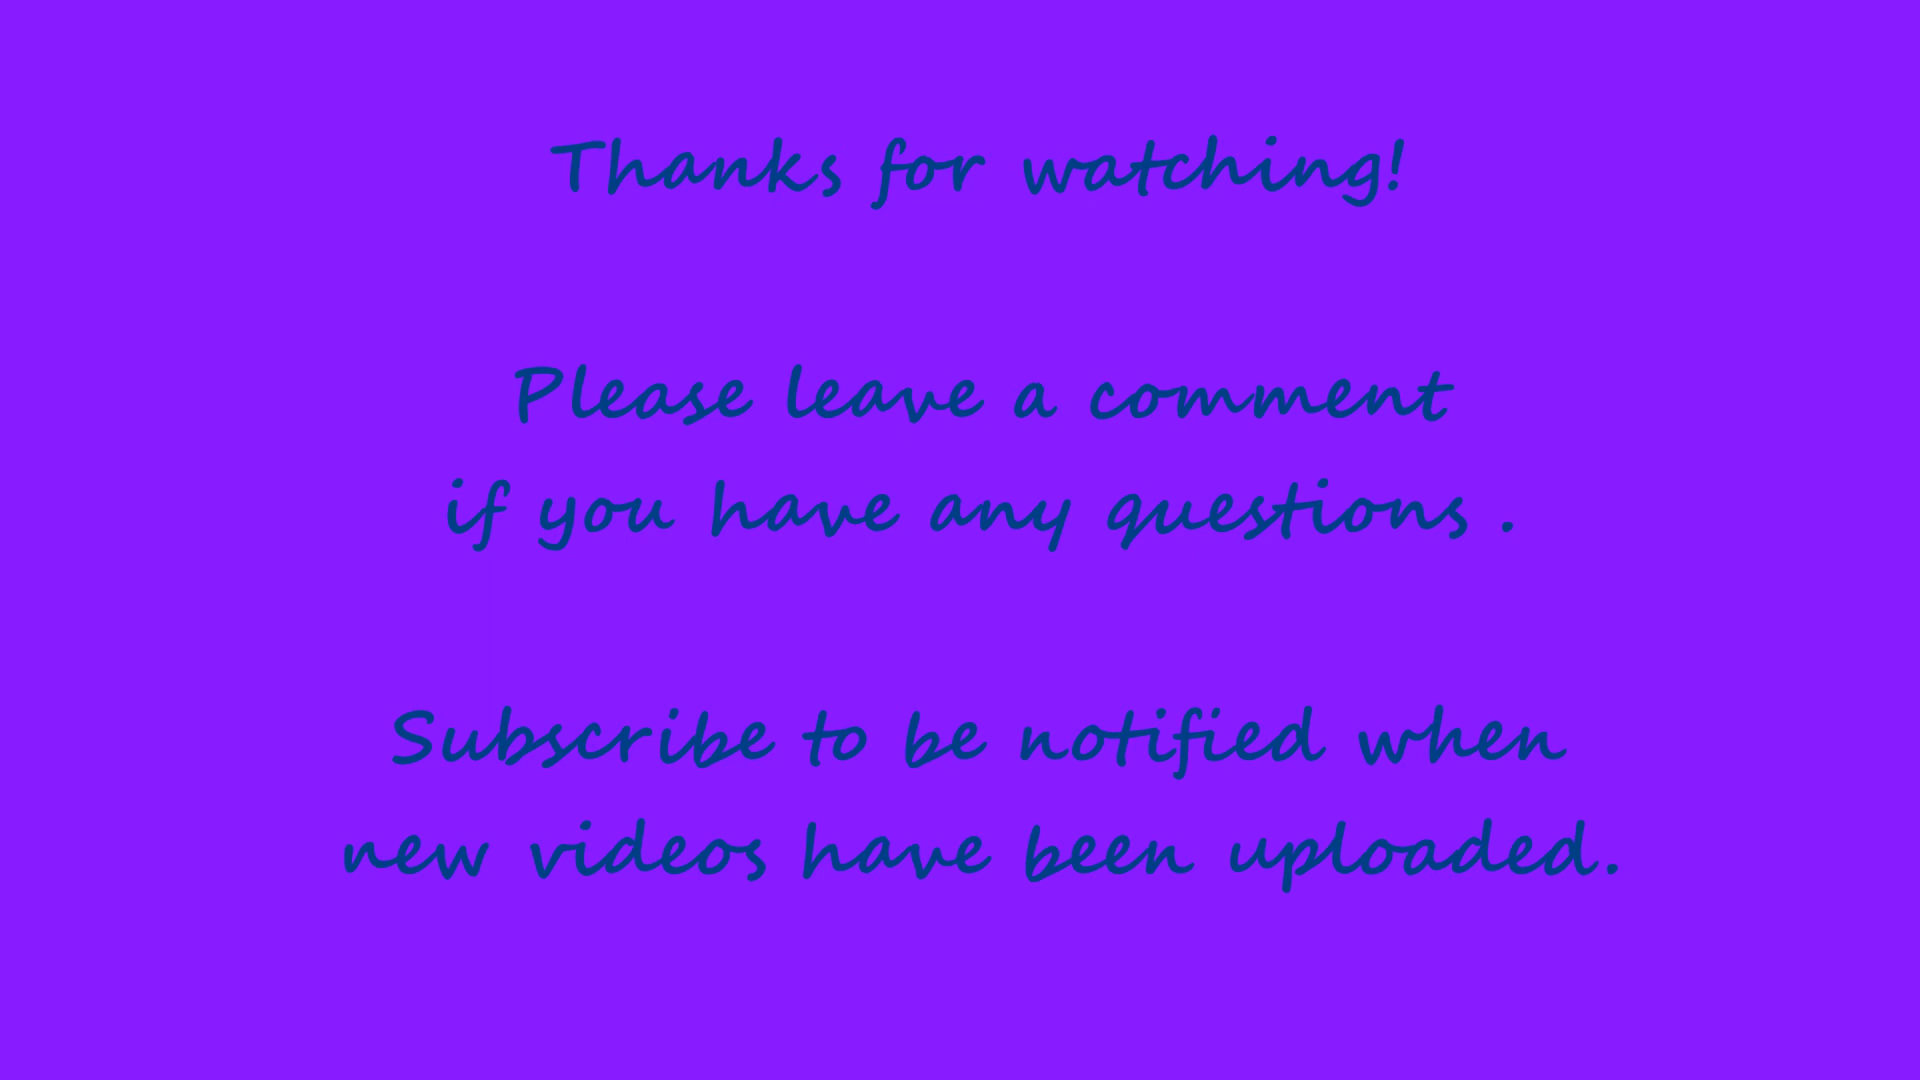 Thanks for watching!
Please leave a comment
if you have any questions .
Subscribe to be notified when
new videos have been uploaded.